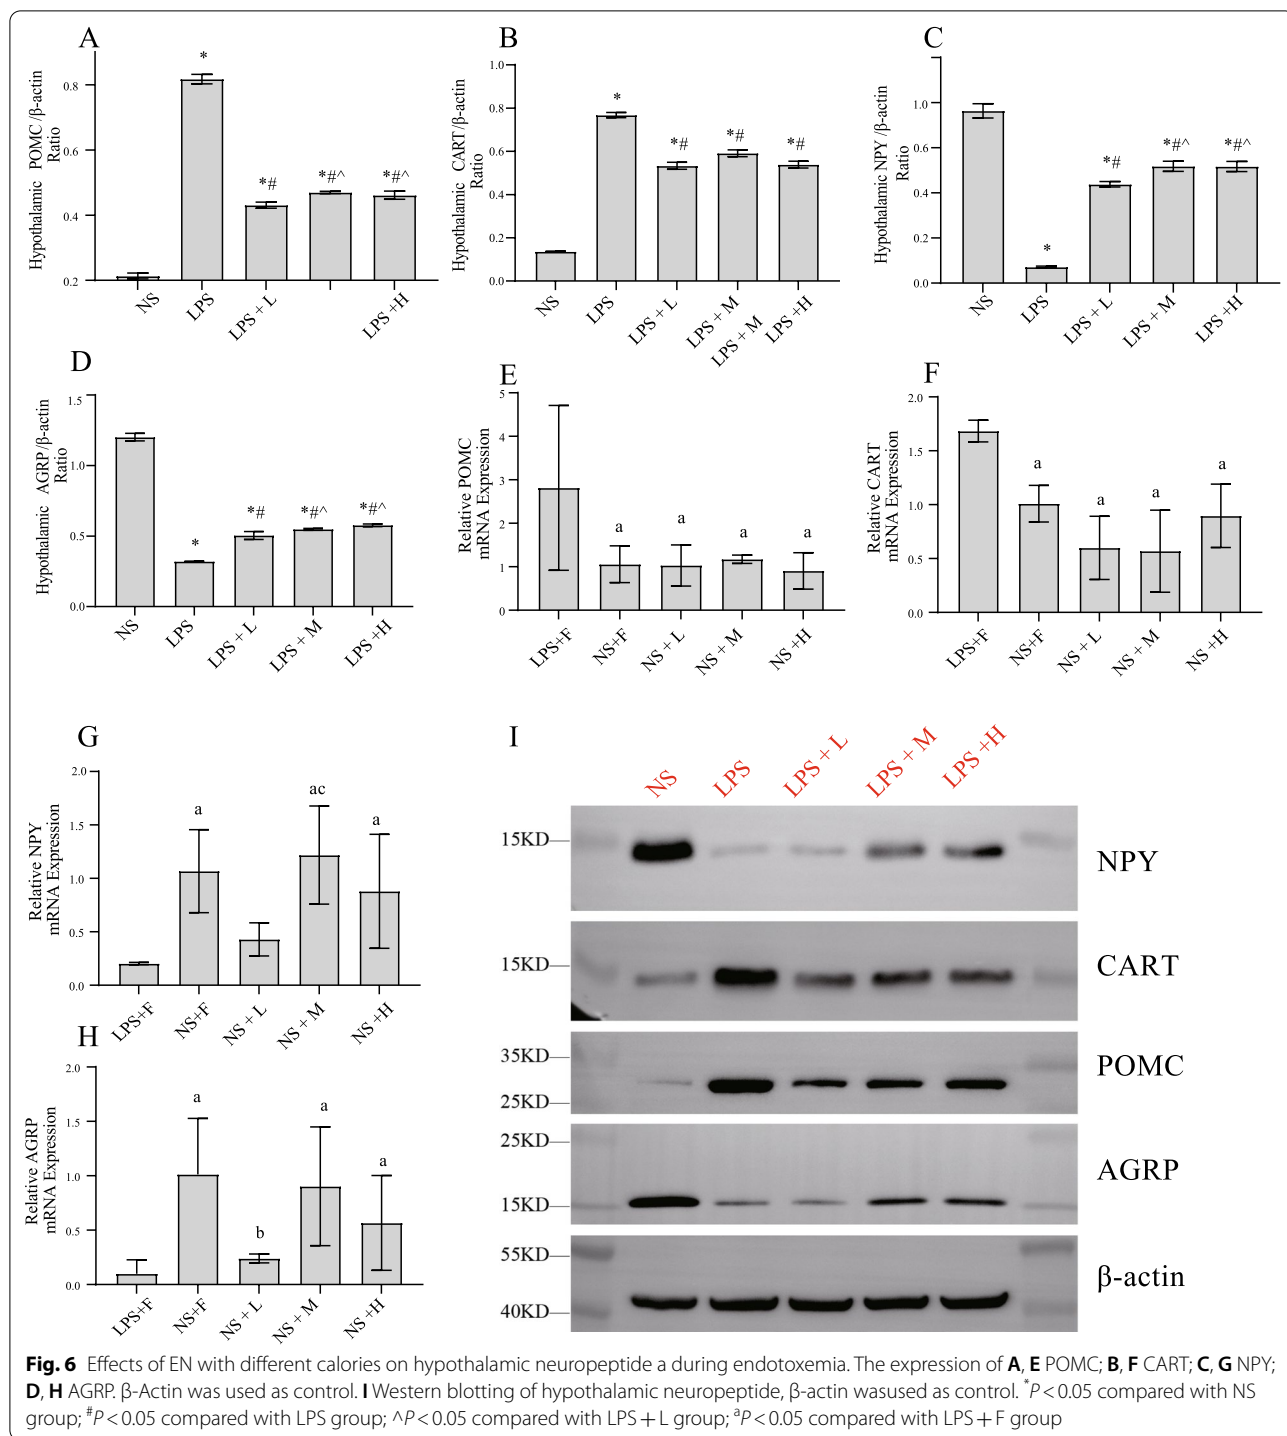 A
Hypothalamic POMC/β-actin
Ratio
0.8
0.6
0.4
0.2
*
*#
*#^
*#^
NS
LPS
LPS + L
LPS +H
B
Hypothalamic CART/β-actin
Ratio
1.0
0.8
0.6
0.4
0.2
0.0
*
*#
*#
*#
NS
LPS
LPS + L
LPS + M
LPS + M
LPS +H
C
Hypothalamic NPY/β-actin
Ratio
1.0
0.8
0.6
0.4
0.2
0.0
*
*#
*#^
*#^
NS
LPS
LPS + L
LPS + M
LPS +H
D
Hypothalamic AGRP/β-actin
Ratio
1.5
1.0
0.5
0.0
*
*#
*#^
*#^
NS
LPS
LPS + L
LPS + M
LPS +H
E
Relative POMC
mRNA Expression
5
4
3
2
1
0
a
a
a
a
LPS+F
NS+F
NS + L
NS + M
NS +H
F
Relative CART
mRNA Expression
2.0
1.5
1.0
0.5
0.0
a
a
a
a
LPS+F
NS+F
NS + L
NS + M
NS +H
G
Relative NPY
mRNA Expression
2.0
1.5
1.0
0.5
0.0
a
ac
a
LPS+F
NS+F
NS + L
NS + M
NS +H
H
Relative AGRP
mRNA Expression
2.0
1.5
1.0
0.5
0.0
a
b
a
a
LPS+F
NS+F
NS + L
NS + M
NS +H
I
NS
LPS
LPS + L
LPS + M
LPS +H
15KD
NPY
15KD
CART
35KD
25KD
POMC
25KD
15KD
AGRP
55KD
40KD
β-actin
Fig. 6 Effects of EN with different calories on hypothalamic neuropeptide a during endotoxemia. The expression of A, E POMC; B, F CART; C, G NPY;
D, H AGRP. β-Actin was used as control. I Western blotting of hypothalamic neuropeptide, β-actin wasused as control. *P < 0.05 compared with NS
group; #P < 0.05 compared with LPS group; ^P < 0.05 compared with LPS + L group; aP < 0.05 compared with LPS + F group